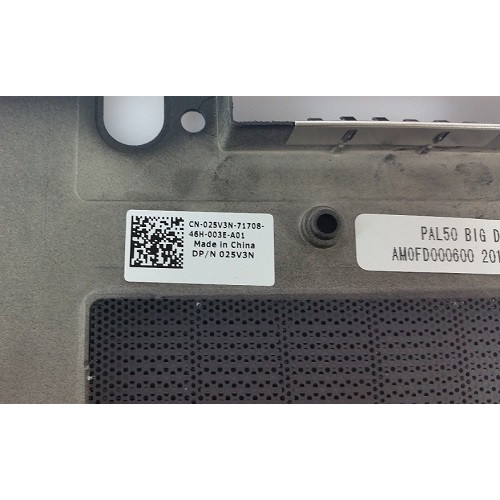 CN-025V3N-71708-
46H-003E-A01
Made in China
DP/N 025V3N
PAL50 BIG D
AM0FD000600 201